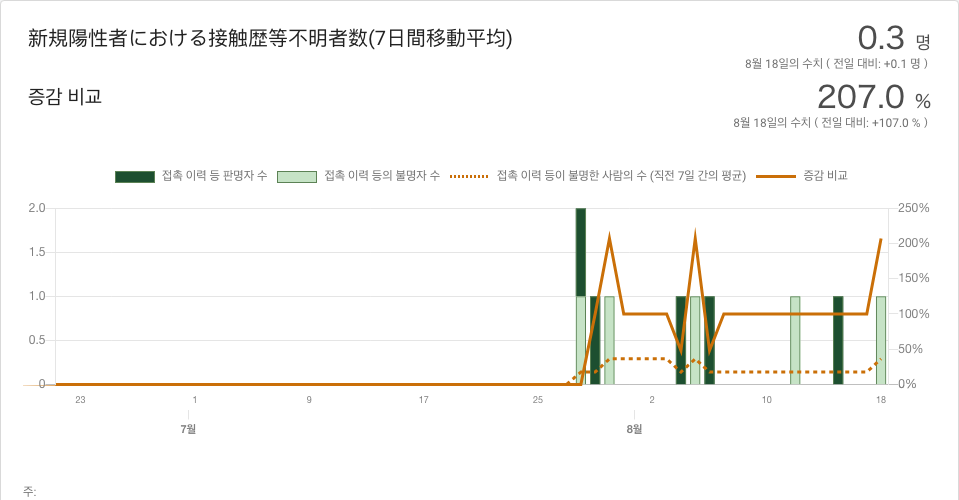 新規陽性者における接触歴等不明者数(7日間移動平均)
0.3 名
8월 18일의 수치 ( 전일 대비: +0.1 명 )
증감 비교
207.0 %
8월 18일의 수치 ( 전일 대비: +107.0 % )
접촉 이력 등 판명자 수 접촉 이력 등의 불명자 수 접촉 이력 등이 불명한 사람의 수 (직전 7일 간의 평균) 증감 비교
2.0 250%
200%
1.5
150%
1.0
100%
0.5
50%
0 0%
23 1 9 17 25 2 10 18
7월 8월
주: